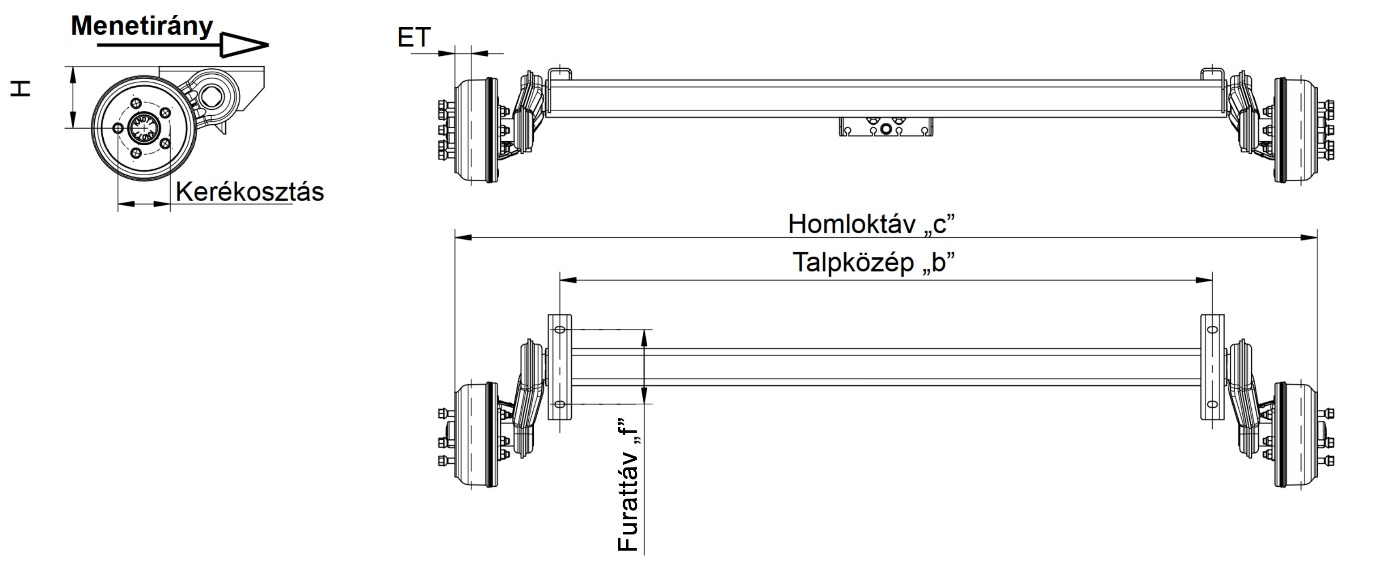 Menetirány
ET
H
Kerékosztás
Homloktáv „c”
Talpközép „b”
Furattáv „f”